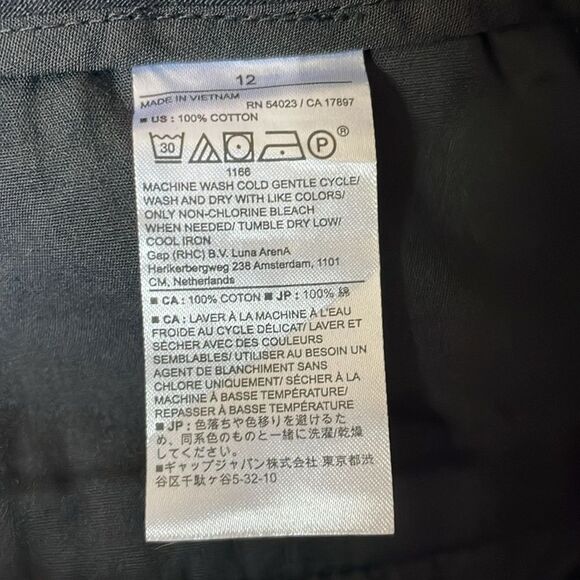 12
MADE IN VIETNAM RN 54023 / CA 17897
■ US : 100% COTTON
30 P ®
1166
MACHINE WASH COLD GENTLE CYCLE/
WASH AND DRY WITH LIKE COLORS/
ONLY NON-CHLORINE BLEACH
WHEN NEEDED/ TUMBLE DRY LOW/
COOL IRON
Gap (RHC) B.V. Luna ArenA
Herikerbergweg 238 Amsterdam, 1101
CM, Netherlands
■ CA : 100% COTTON ■ JP : 100% 綿
■ CA : LAVER À LA MACHINE À L'EAU
FROIDE AU CYCLE DÉLICAT/ LAVER ET
SÉCHER AVEC DES COULEURS
SEMBLABLES/ UTILISER AU BESOIN UN
AGENT DE BLANCHIMENT SANS
CHLORE UNIQUEMENT/ SÉCHER À LA
MACHINE À BASSE TEMPÉRATURE/
REPASSER À BASSE TEMPÉRATURE
■ JP : 色落ちや色移りを避けるた
め、同系色のものと一緒に洗濯/乾燥
してください。
■ギャップジャパン株式会社 東京都渋
谷区千駄ヶ谷5-32-10